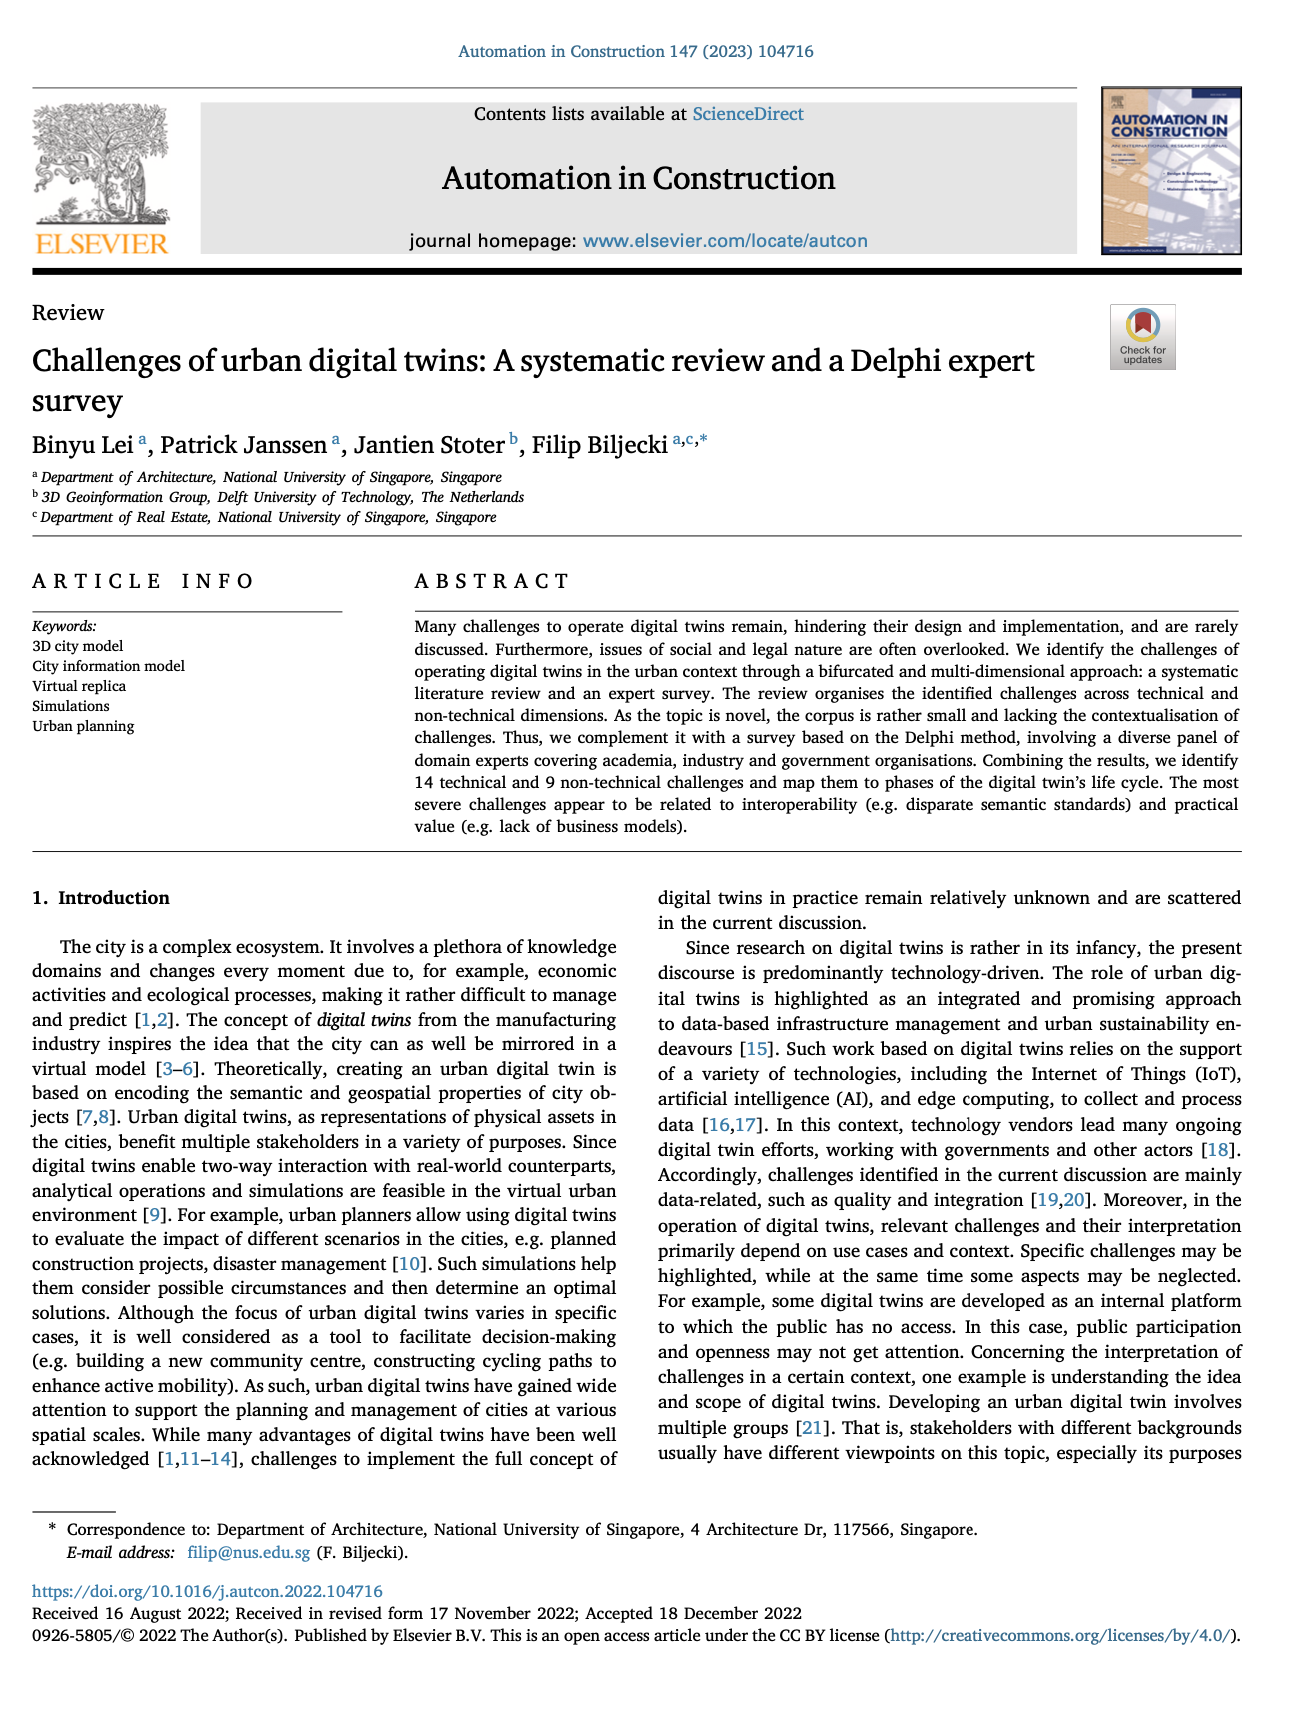 Automation in Construction 147 (2023) 104716
Contents lists available at ScienceDirect
Automation in Construction
journal homepage: www.elsevier.com/locate/autcon
ELSEVIER
AUTOMATION IN
CONSTRUCTION
AN INTERNATIONAL RESEARCH JOURNAL
Design & Engineering
Construction Technology
Maintenance & Management
Review
Check for
updates
Challenges of urban digital twins: A systematic review and a Delphi expert
survey
Binyu Lei a, Patrick Janssen a, Jantien Stoter b, Filip Biljecki a,c,*
a Department of Architecture, National University of Singapore, Singapore
b 3D Geoinformation Group, Delft University of Technology, The Netherlands
c Department of Real Estate, National University of Singapore, Singapore
ARTICLE INFO
Keywords:
3D city model
City information model
Virtual replica
Simulations
Urban planning
ABSTRACT
Many challenges to operate digital twins remain, hindering their design and implementation, and are rarely
discussed. Furthermore, issues of social and legal nature are often overlooked. We identify the challenges of
operating digital twins in the urban context through a bifurcated and multi-dimensional approach: a systematic
literature review and an expert survey. The review organises the identified challenges across technical and
non-technical dimensions. As the topic is novel, the corpus is rather small and lacking the contextualisation of
challenges. Thus, we complement it with a survey based on the Delphi method, involving a diverse panel of
domain experts covering academia, industry and government organisations. Combining the results, we identify
14 technical and 9 non-technical challenges and map them to phases of the digital twin's life cycle. The most
severe challenges appear to be related to interoperability (e.g. disparate semantic standards) and practical
value (e.g. lack of business models).
1. Introduction
The city is a complex ecosystem. It involves a plethora of knowledge
domains and changes every moment due to, for example, economic
activities and ecological processes, making it rather difficult to manage
and predict [1,2]. The concept of digital twins from the manufacturing
industry inspires the idea that the city can as well be mirrored in a
virtual model [3–6]. Theoretically, creating an urban digital twin is
based on encoding the semantic and geospatial properties of city ob-
jects [7,8]. Urban digital twins, as representations of physical assets in
the cities, benefit multiple stakeholders in a variety of purposes. Since
digital twins enable two-way interaction with real-world counterparts,
analytical operations and simulations are feasible in the virtual urban
environment [9]. For example, urban planners allow using digital twins
to evaluate the impact of different scenarios in the cities, e.g. planned
construction projects, disaster management [10]. Such simulations help
them consider possible circumstances and then determine an optimal
solutions. Although the focus of urban digital twins varies in specific
cases, it is well considered as a tool to facilitate decision-making
(e.g. building a new community centre, constructing cycling paths to
enhance active mobility). As such, urban digital twins have gained wide
attention to support the planning and management of cities at various
spatial scales. While many advantages of digital twins have been well
acknowledged [1,11–14], challenges to implement the full concept of
digital twins in practice remain relatively unknown and are scattered
in the current discussion.
Since research on digital twins is rather in its infancy, the present
discourse is predominantly technology-driven. The role of urban dig-
ital twins is highlighted as an integrated and promising approach
to data-based infrastructure management and urban sustainability en-
deavours [15]. Such work based on digital twins relies on the support
of a variety of technologies, including the Internet of Things (IoT),
artificial intelligence (AI), and edge computing, to collect and process
data [16,17]. In this context, technology vendors lead many ongoing
digital twin efforts, working with governments and other actors [18].
Accordingly, challenges identified in the current discussion are mainly
data-related, such as quality and integration [19,20]. Moreover, in the
operation of digital twins, relevant challenges and their interpretation
primarily depend on use cases and context. Specific challenges may be
highlighted, while at the same time some aspects may be neglected.
For example, some digital twins are developed as an internal platform
to which the public has no access. In this case, public participation
and openness may not get attention. Concerning the interpretation of
challenges in a certain context, one example is understanding the idea
and scope of digital twins. Developing an urban digital twin involves
multiple groups [21]. That is, stakeholders with different backgrounds
usually have different viewpoints on this topic, especially its purposes
* Correspondence to: Department of Architecture, National University of Singapore, 4 Architecture Dr, 117566, Singapore.
E-mail address: filip@nus.edu.sg (F. Biljecki).
https://doi.org/10.1016/j.autcon.2022.104716
Received 16 August 2022; Received in revised form 17 November 2022; Accepted 18 December 2022
0926-5805/© 2022 The Author(s). Published by Elsevier B.V. This is an open access article under the CC BY license (http://creativecommons.org/licenses/by/4.0/).